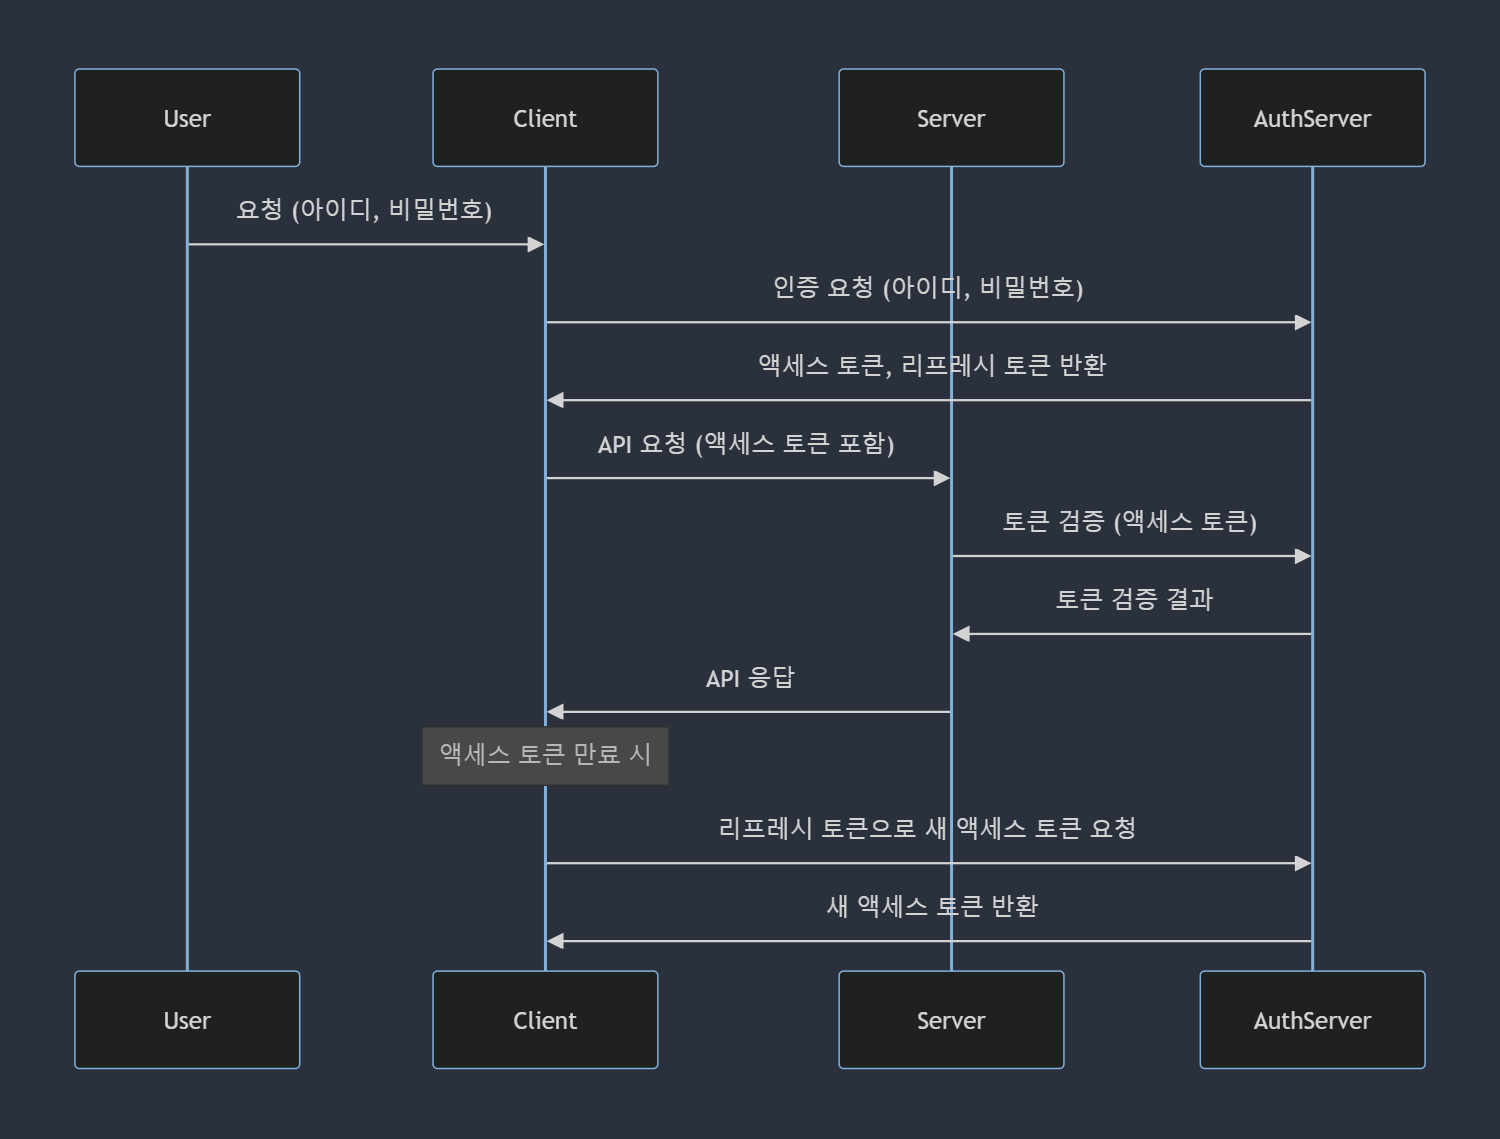 User
Client
Server
AuthServer
요청 (아이디, 비밀번호)
인증 요청 (아이디, 비밀번호)
액세스 토큰, 리프레시 토큰 반환
API 요청 (액세스 토큰 포함)
토큰 검증 (액세스 토큰)
토큰 검증 결과
API 응답
액세스 토큰 만료 시
리프레시 토큰으로 새 액세스 토큰 요청
새 액세스 토큰 반환
User
Client
Server
AuthServer